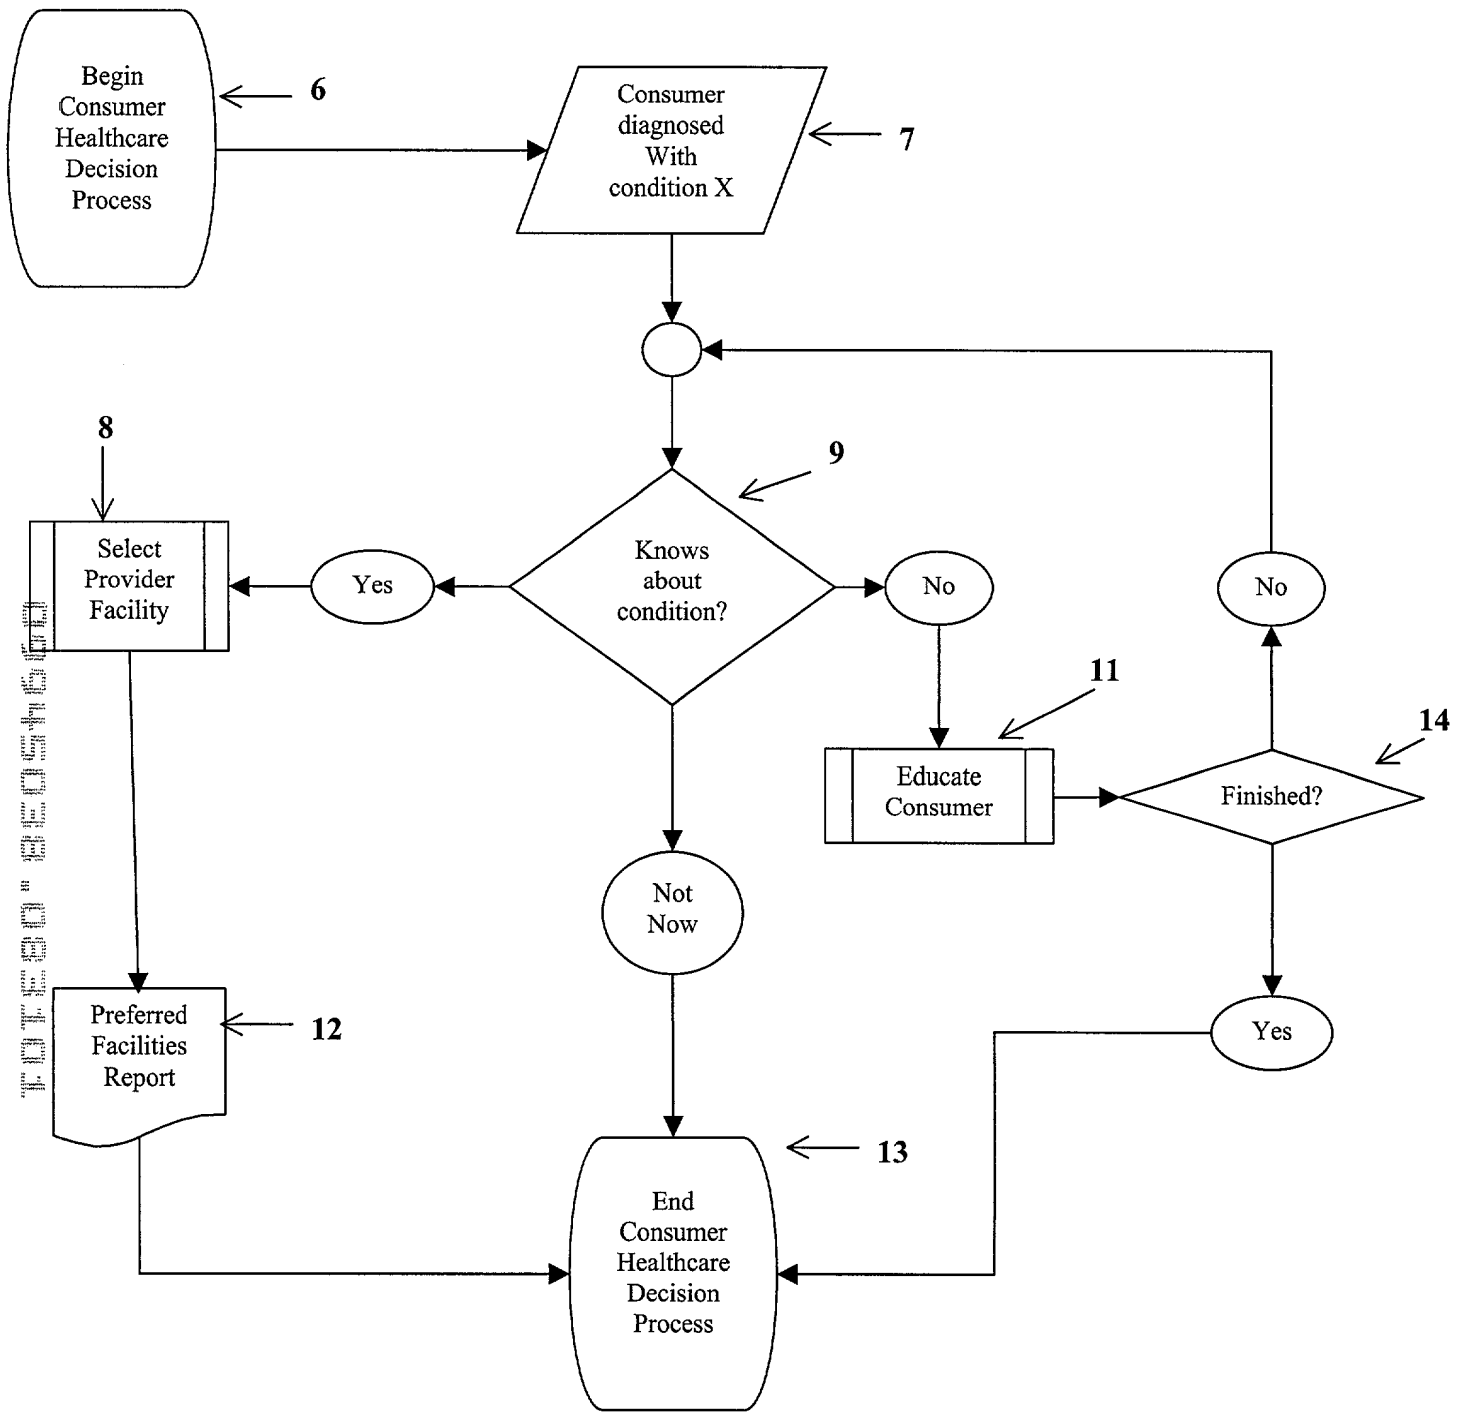 Begin
Consumer
Healthcare
Decision
Process
6
Consumer
diagnosed
With
condition X
7
8
9
Select
Provider
Facility
Yes
Knows
about
condition?
No
No
11
14
Educate
Consumer
Finished?
Not
Now
Preferred
Facilities
Report
12
Yes
13
End
Consumer
Healthcare
Decision
Process